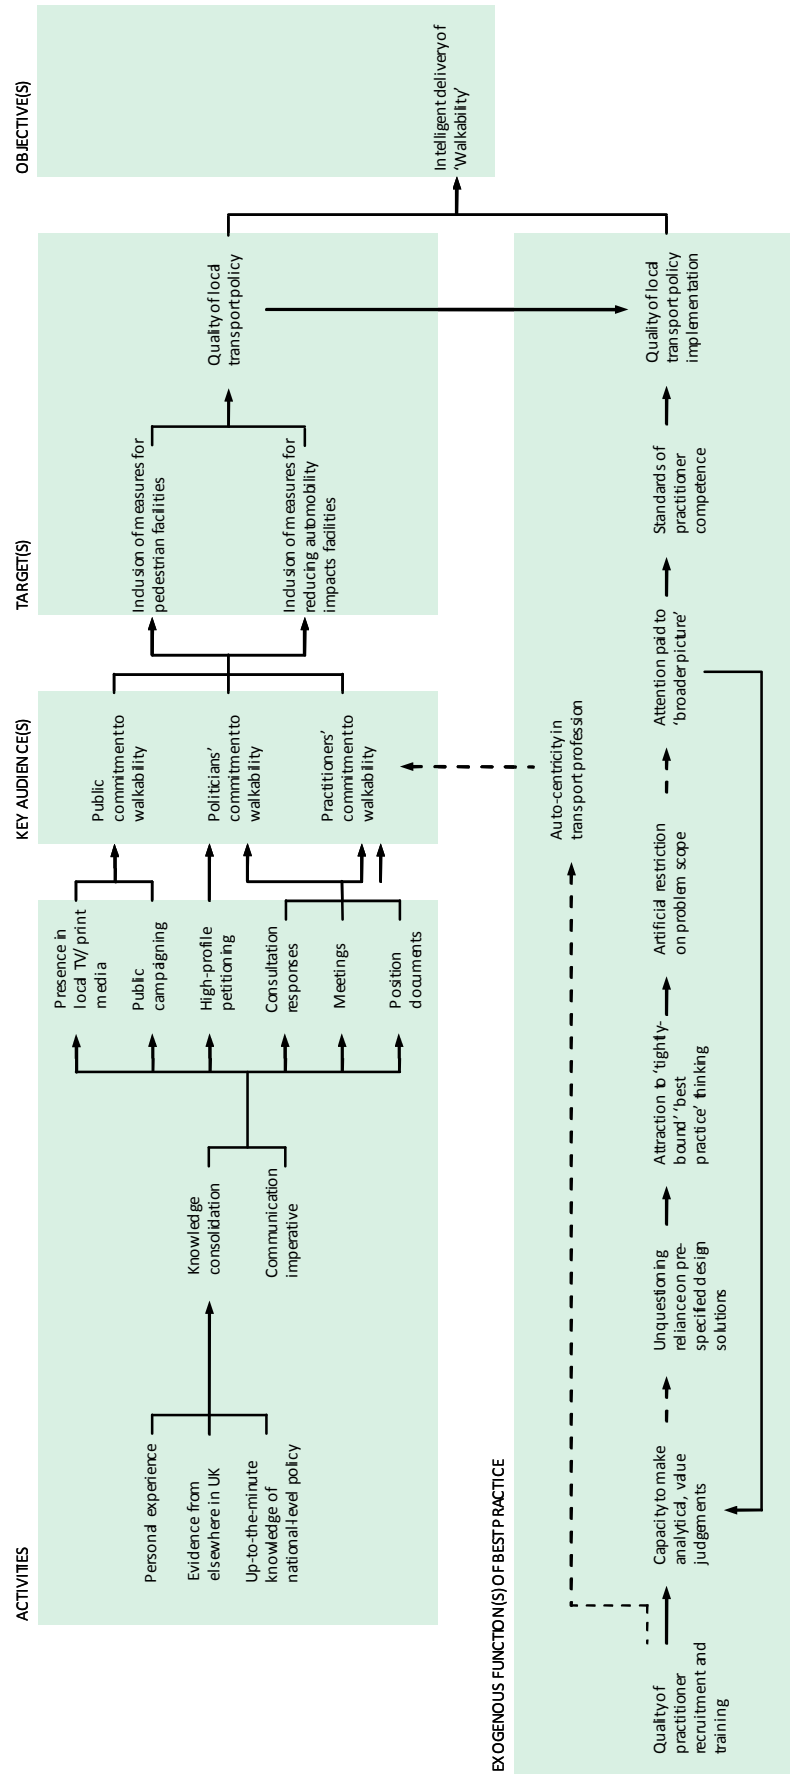 ACTIVITIES
Personal experience
Evidence from
elsewhere in UK
Up-to-the-minute
knowledge of
national-level policy
Knowledge
consolidation
Communication
imperative
Presence in
local TV/print
media
Public
campaigning
High-profile
petitioning
Consultation
responses
Meetings
Position
documents
KEY AUDIENCE(S)
Public
commitment to
walkability
Politicians'
commitment to
walkability
Practitioners'
commitment to
walkability
TARGET(S)
Inclusion of measures for
pedestrian facilities
Inclusion of measures for
reducing automobility
impacts facilities
Quality of local
transport policy
OBJECTIVE(S)
Intelligent delivery of
'Walkability'
EXOGENOUS FUNCTION(S) OF BEST PRACTICE
Auto-centricity in
transport profession
Quality of
practitioner
recruitment and
training
Capacity to make
analytical, value
judgements
Unquestioning
reliance on pre-
specified design
solutions
Attraction to 'tightly-
bound' 'best
practice' thinking
Artificial restriction
on problem scope
Attention paid to
'broader picture'
Standards of
practitioner
competence
Quality of local
transport policy
implementation